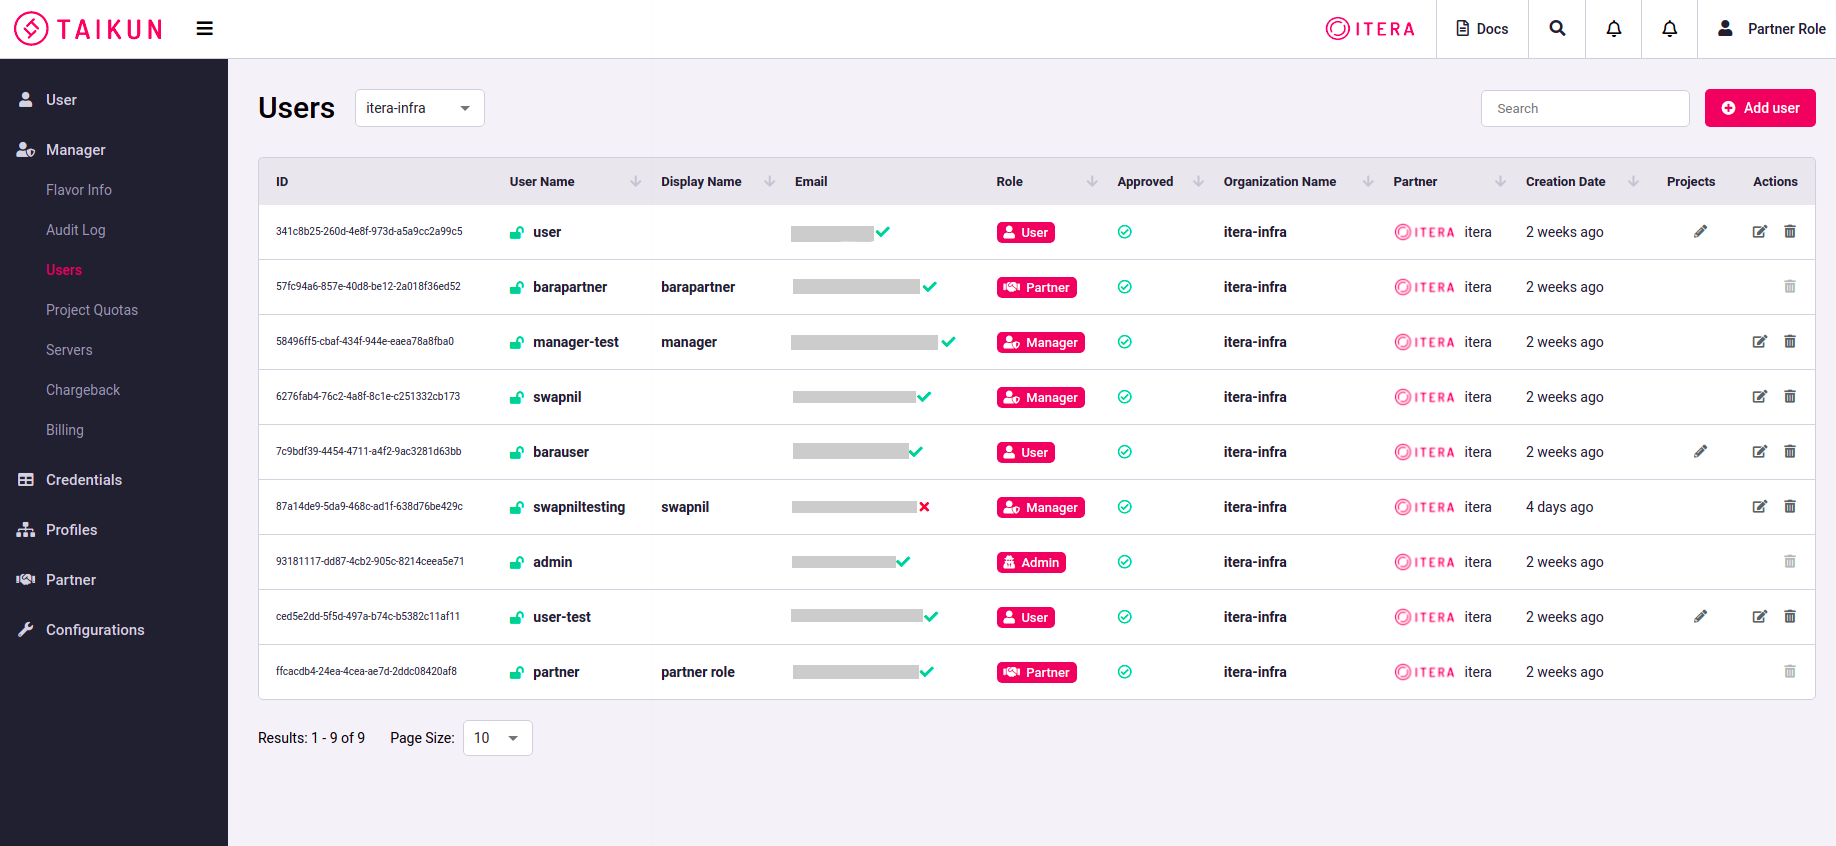 TAIKUN
ITERA
Docs
Partner Role
User
Manager
Flavor Info
Audit Log
Users
Project Quotas
Servers
Chargeback
Billing
Credentials
Profiles
Partner
Configurations
Users itera-infra Search Add user
ID User Name Display Name Email Role Approved Organization Name Partner Creation Date Projects Actions
341c8b25-260d-4e8f-973d-a5a9cc2a99c5 user User itera-infra ITERA itera 2 weeks ago
57fc94a6-857e-40d8-be12-2a018f36ed52 barapartner barapartner Partner itera-infra ITERA itera 2 weeks ago
58496ff5-cbaf-434f-944e-eaea78a8fba0 manager-test manager Manager itera-infra ITERA itera 2 weeks ago
6276fab4-76c2-4a8f-8c1e-c251332cb173 swapnil Manager itera-infra ITERA itera 2 weeks ago
7c9bdf39-4454-4711-a4f2-9ac3281d63bb barauser User itera-infra ITERA itera 2 weeks ago
87a14de9-5da9-468c-ad1f-638d76be429c swapniltesting swapnil Manager itera-infra ITERA itera 4 days ago
93181117-dd87-4cb2-905c-8214ceea5e71 admin Admin itera-infra ITERA itera 2 weeks ago
ced5e2dd-5f5d-497a-b74c-b5382c11af11 user-test User itera-infra ITERA itera 2 weeks ago
ffcacdb4-24ea-4cea-ae7d-2ddc08420af8 partner partner role Partner itera-infra ITERA itera 2 weeks ago
Results: 1 - 9 of 9 Page Size: 10